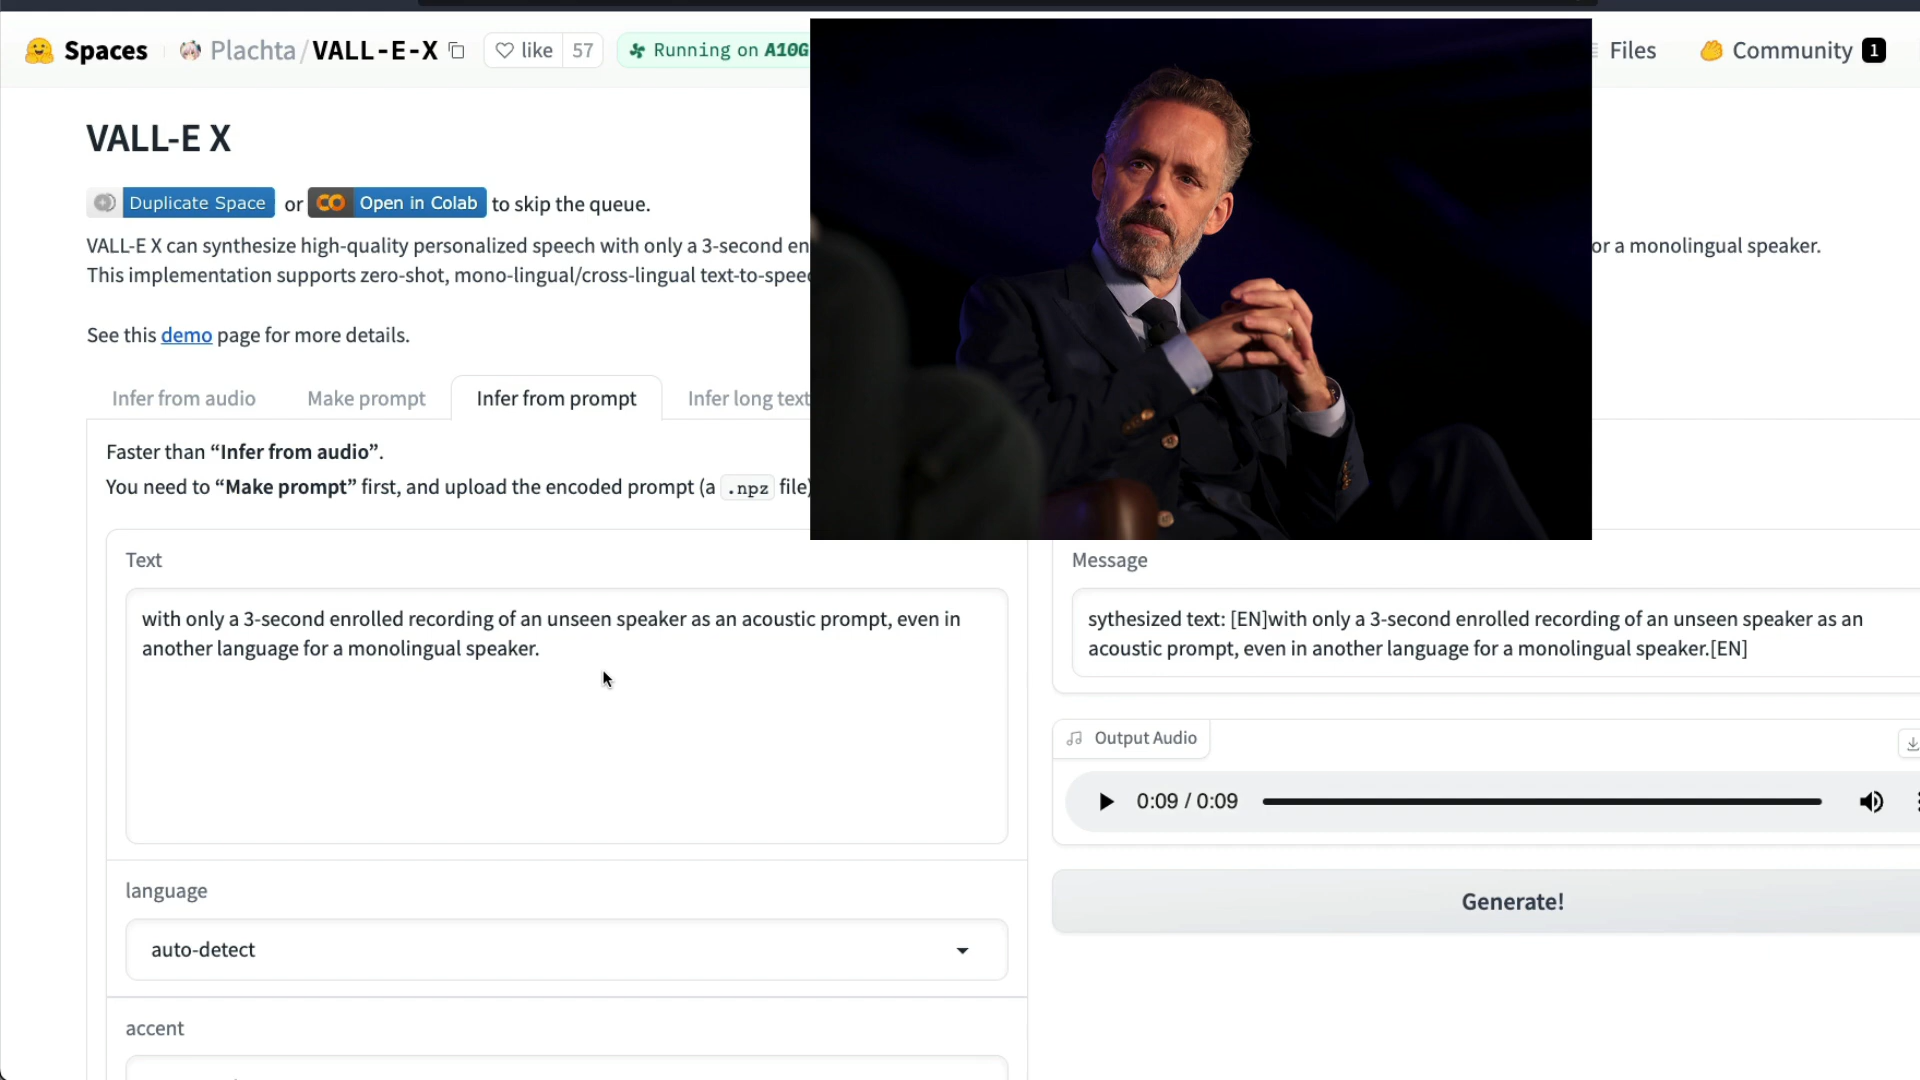 Spaces
Plachta/VALL-E-X
like 57
Running on A10G
Files
Community 1
VALL-E X
Duplicate Space or Open in Colab to skip the queue.
VALL-E X can synthesize high-quality personalized speech with only a 3-second en
or a monolingual speaker.
This implementation supports zero-shot, mono-lingual/cross-lingual text-to-speec
See this demo page for more details.
Infer from audio
Make prompt
Infer from prompt
Infer long text
Faster than “Infer from audio”.
You need to “Make prompt” first, and upload the encoded prompt (a .npz file)
Text
with only a 3-second enrolled recording of an unseen speaker as an acoustic prompt, even in
another language for a monolingual speaker.
Message
sythesized text: [EN]with only a 3-second enrolled recording of an unseen speaker as an
acoustic prompt, even in another language for a monolingual speaker.[EN]
Output Audio
0:09 / 0:09
Generate!
language
auto-detect
accent